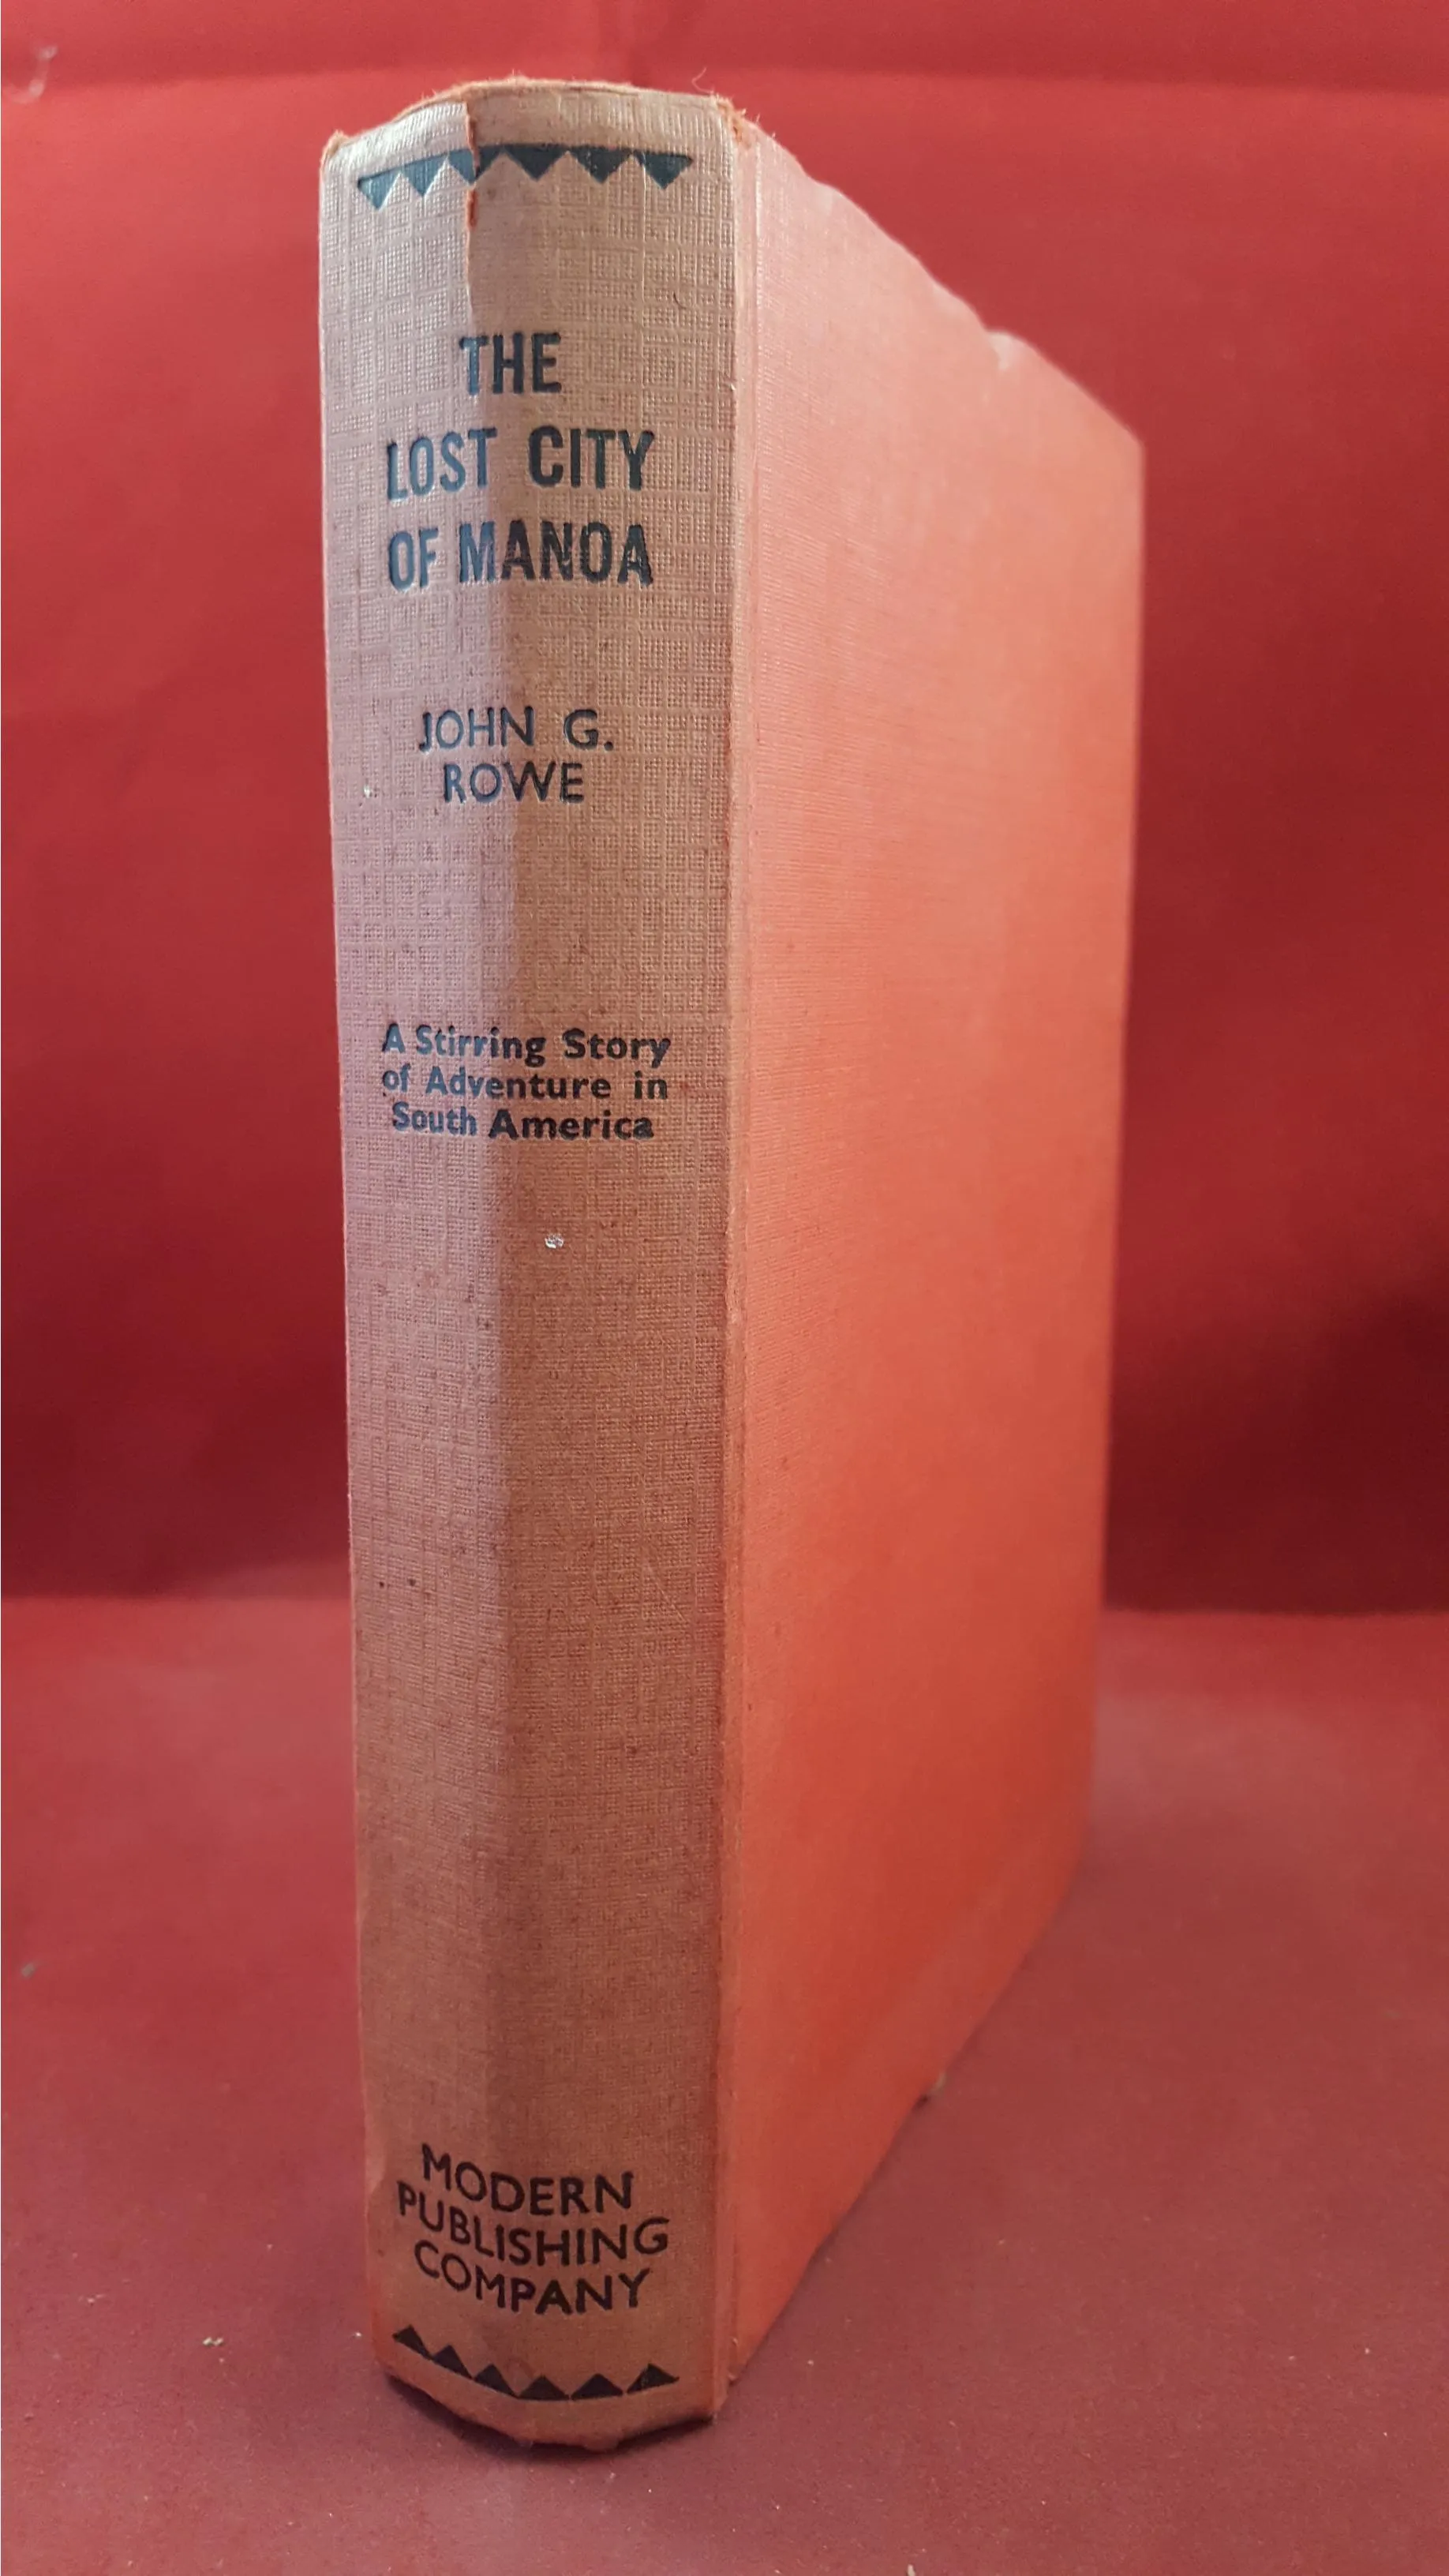 THE
LOST CITY
OF MANOA
JOHN G.
ROWE
A Stirring Story
of Adventure in
South America
MODERN
PUBLISHING
COMPANY